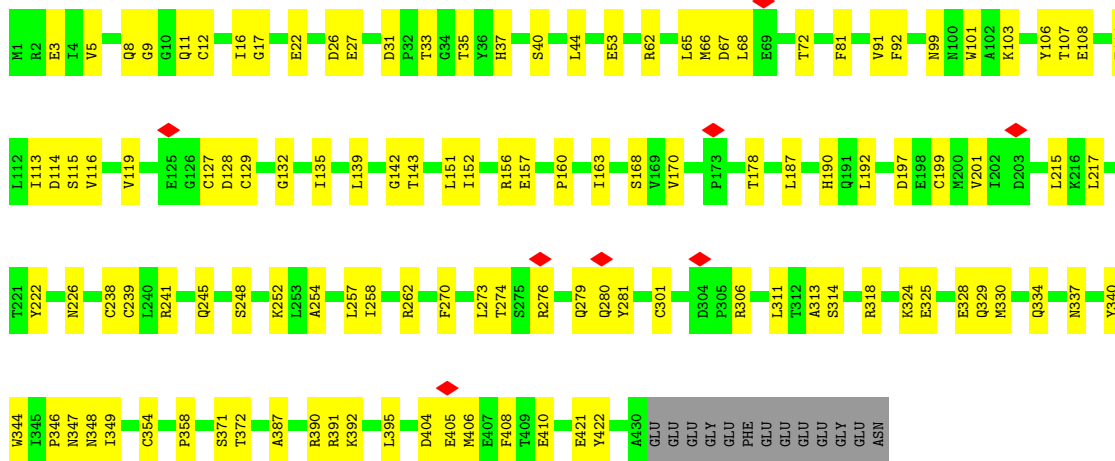 M1 R2 E3 I4 V5 Q8 G9 G10 Q11 C12 I16 G17 E22 D26 E27 D31 P32 T33 G34 T35 Y36 H37 S40 L44 E53 R62 L65 M66 D67 L68 E69 T72 F81 V91 F92 N99 N100 W101 A102 K103 Y106 T107 E108
L112 I113 D114 S115 V116 V119 E125 G126 C127 D128 C129 G132 I135 L139 G142 T143 L151 I152 R156 E157 P160 I163 S168 V169 V170 P173 T178 L187 H190 Q191 L192 D197 E198 C199 M200 V201 I202 D203 L215 K216 L217
T221 Y222 N226 C238 C239 L240 R241 Q245 S248 K252 L253 A254 L257 I258 R262 F270 L273 T274 S275 R276 Q279 Q280 Y281 C301 D304 P305 R306 L311 T312 A313 S314 R318 K324 E325 E328 Q329 M330 Q334 N337 Y340
W344 I345 P346 N347 N348 I349 C354 P358 S371 T372 A387 R390 R391 K392 L395 D404 E405 M406 E407 F408 T409 E410 E421 Y422 A430 GLU GLU GLU GLY GLU PHE GLU GLU GLU GLU GLY GLU ASN